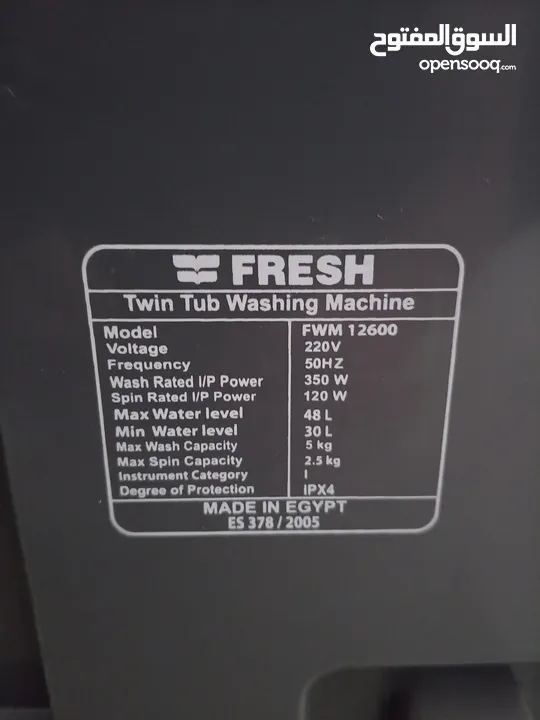 السوق المفتوح
opensooq.com
FRESH
Twin Tub Washing Machine
Model FWM 12600
Voltage 220V
Frequency 50HZ
Wash Rated I/P Power 350 W
Spin Rated I/P Power 120 W
Max Water level 48 L
Min Water level 30 L
Max Wash Capacity 5 kg
Max Spin Capacity 2.5 kg
Instrument Category I
Degree of Protection IPX4
MADE IN EGYPT
ES 378 / 2005